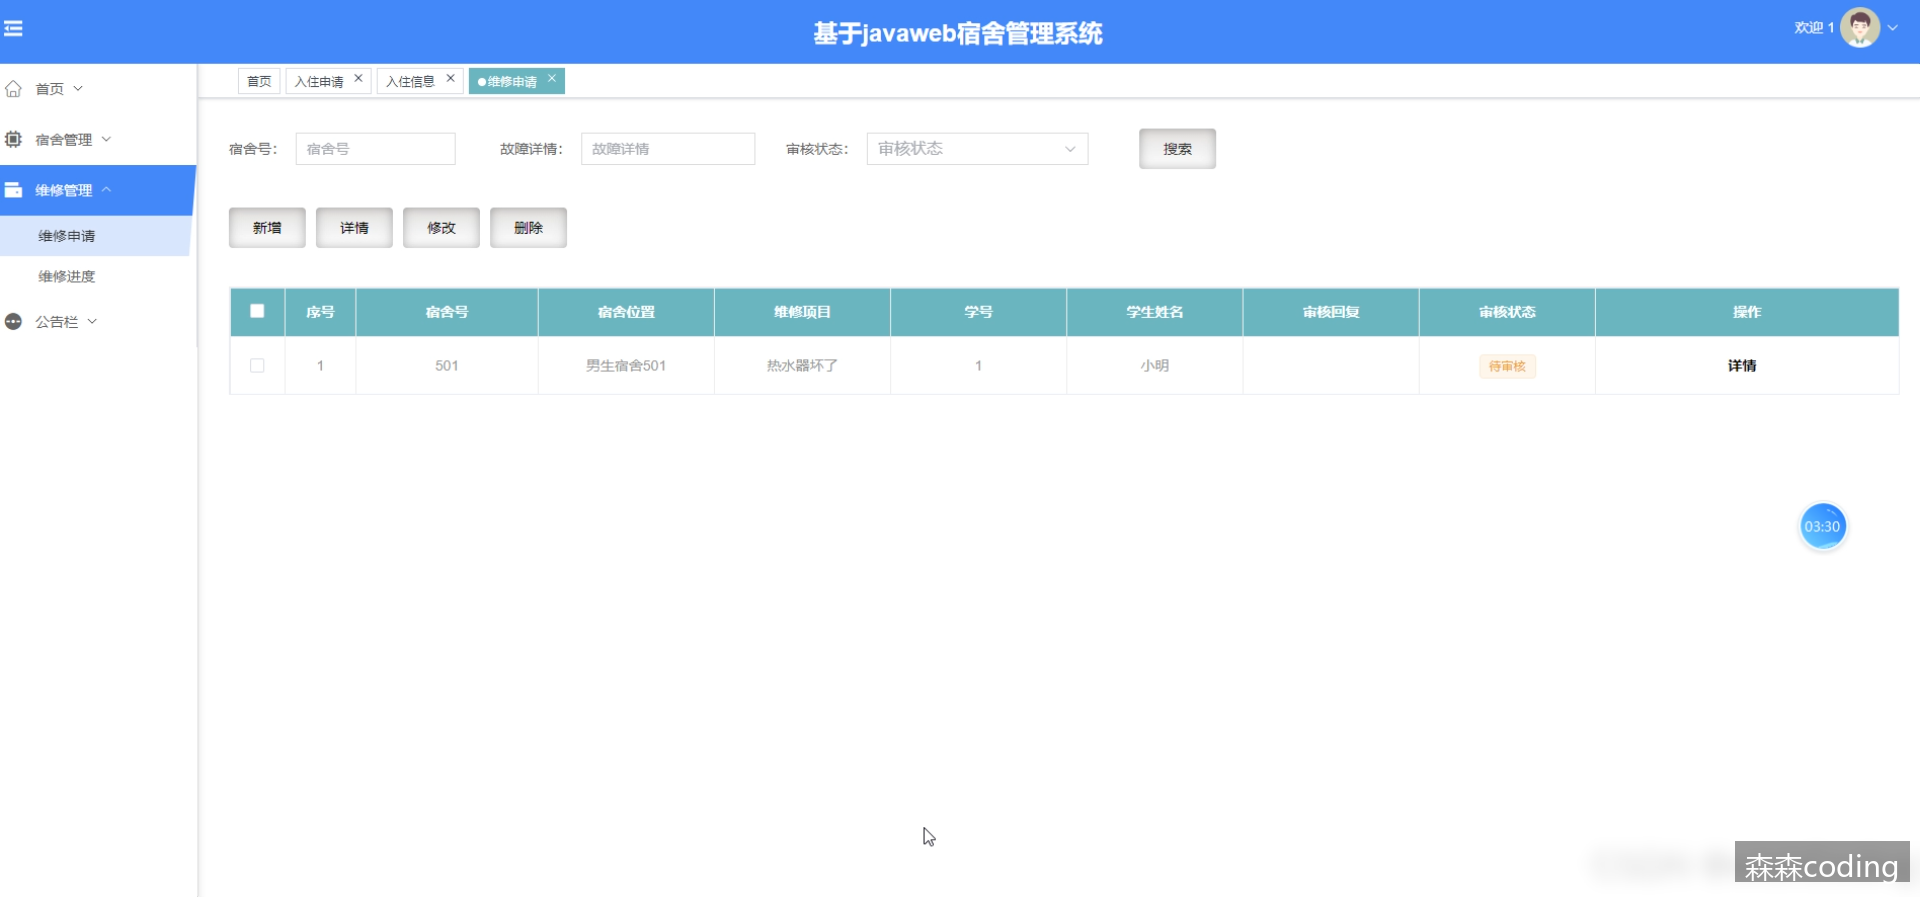 基于javaweb宿舍管理系统
欢迎 1
首页
宿舍管理
维修管理
维修申请
维修进度
公告栏
首页 入住申请 入住信息 维修申请
宿舍号： 宿舍号 故障详情： 故障详情 审核状态： 审核状态 搜索
新增 详情 修改 删除
序号 宿舍号 宿舍位置 维修项目 学号 学生姓名 审核回复 审核状态 操作
1 501 男生宿舍501 热水器坏了 1 小明 待审核 详情
03:30
森森coding